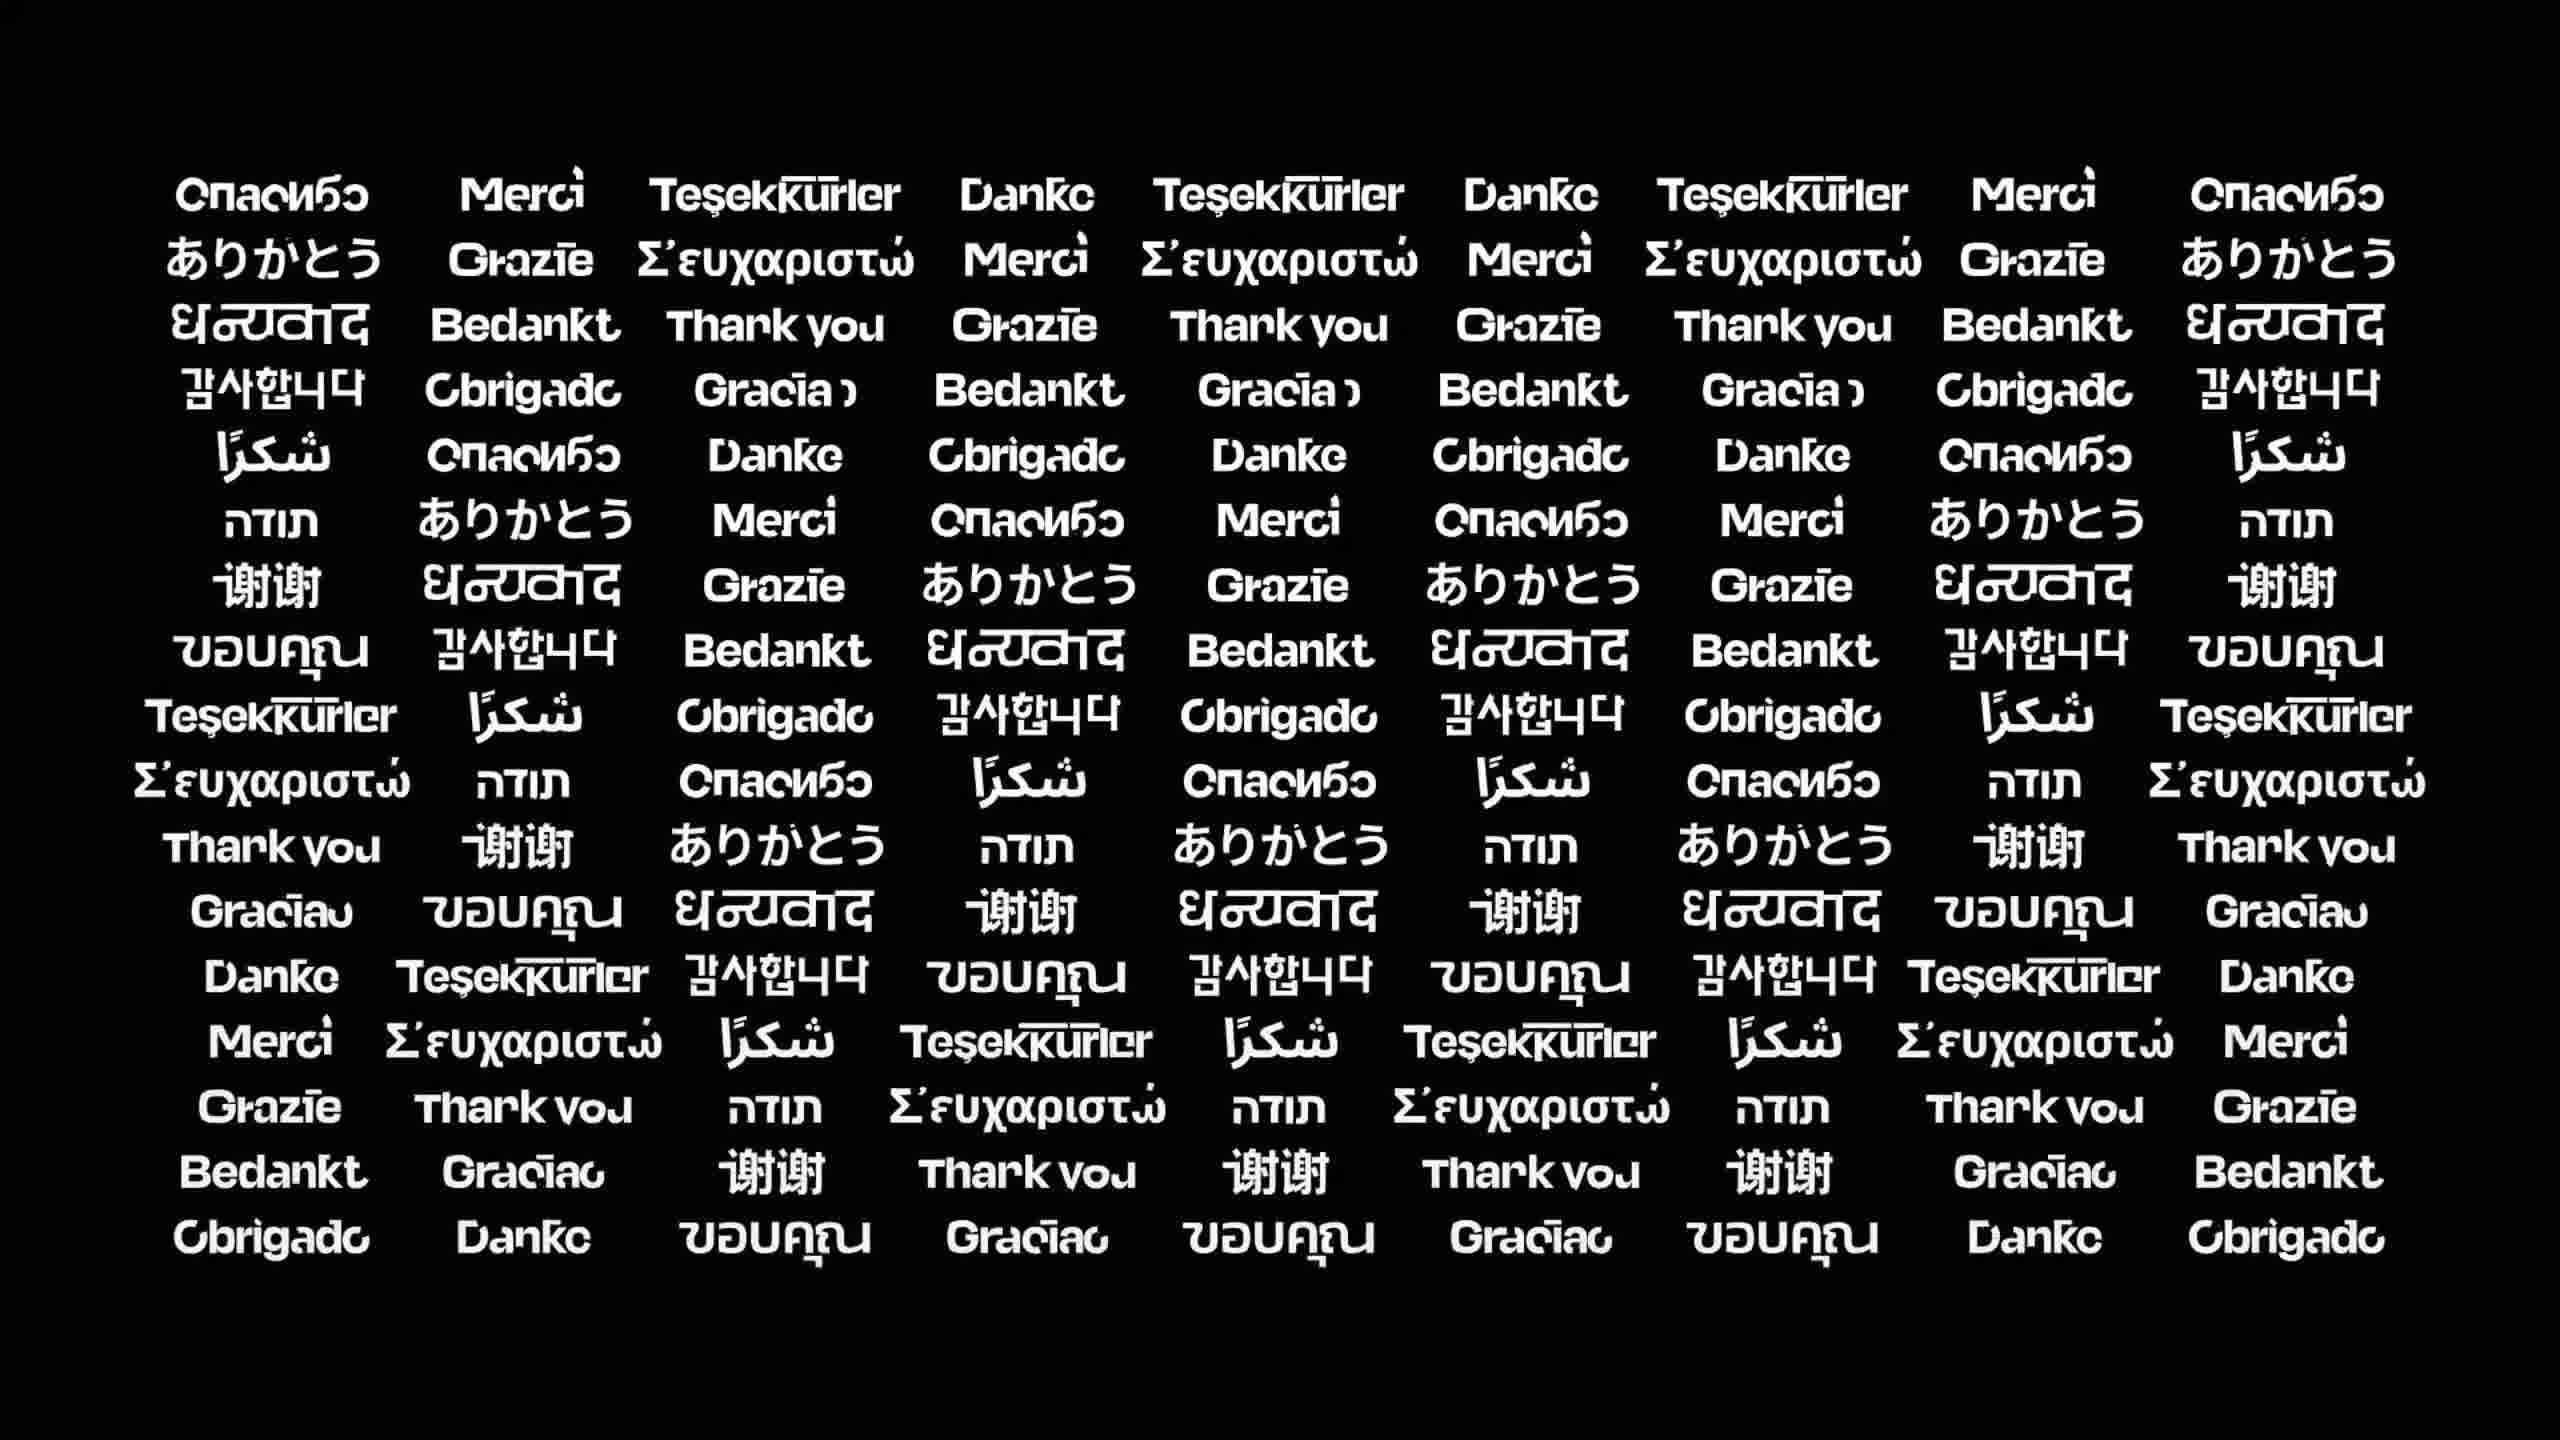 Спасибо Merci Teşekkürler Danke Teşekkürler Danke Teşekkürler Merci Спасибо
ありがとう Grazie Σ'ευχαριστώ Merci Σ'ευχαριστώ Merci Σ'ευχαριστώ Grazie ありがとう
धन्यवाद Bedankt Thank you Grazie Thank you Grazie Thank you Bedankt धन्यवाद
감사합니다 Obrigado Gracias Bedankt Gracias Bedankt Gracias Obrigado 감사합니다
شكرًا Спасибо Danke Obrigado Danke Obrigado Danke Спасибо شكرًا
תודה ありがとう Merci Спасибо Merci Спасибо Merci ありがとう תודה
谢谢 धन्यवाद Grazie ありがとう Grazie ありがとう Grazie धन्यवाद 谢谢
ขอบคุณ 감사합니다 Bedankt धन्यवाद Bedankt धन्यवाद Bedankt 감사합니다 ขอบคุณ
Teşekkürler شكرًا Obrigado 감사합니다 Obrigado 감사합니다 Obrigado شكرًا Teşekkürler
Σ'ευχαριστώ תודה Спасибо شكرًا Спасибо شكرًا Спасибо תודה Σ'ευχαριστώ
Thank you 谢谢 ありがとう תודה ありがとう תודה ありがとう 谢谢 Thank you
Gracias ขอบคุณ धन्यवाद 谢谢 धन्यवाद 谢谢 धन्यवाद ขอบคุณ Gracias
Danke Teşekkürler 감사합니다 ขอบคุณ 감사합니다 ขอบคุณ 감사합니다 Teşekkürler Danke
Merci Σ'ευχαριστώ شكرًا Teşekkürler شكرًا Teşekkürler شكرًا Σ'ευχαριστώ Merci
Grazie Thank you תודה Σ'ευχαριστώ תודה Σ'ευχαριστώ תודה Thank you Grazie
Bedankt Gracias 谢谢 Thank you 谢谢 Thank you 谢谢 Gracias Bedankt
Obrigado Danke ขอบคุณ Gracias ขอบคุณ Gracias ขอบคุณ Danke Obrigado